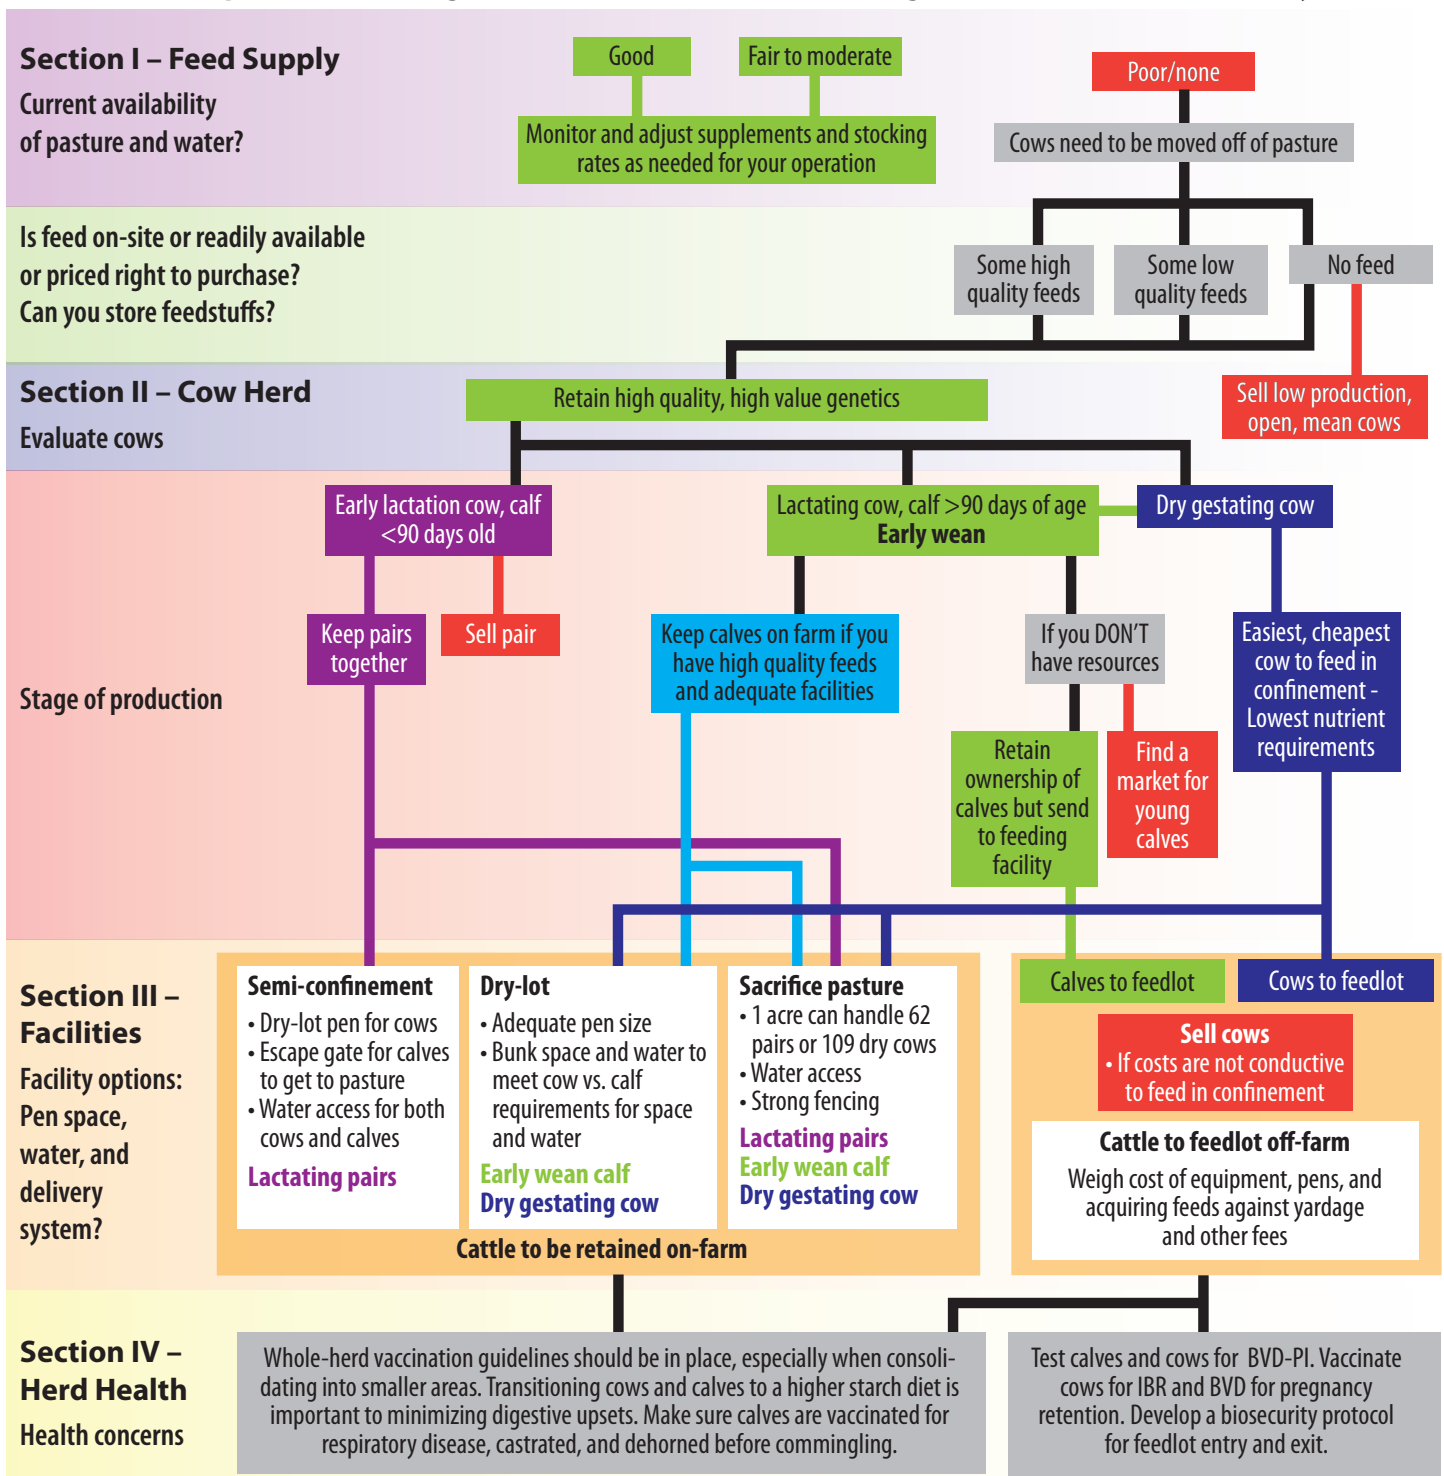 Section I – Feed Supply
Current availability
of pasture and water?
Good
Fair to moderate
Poor/none
Monitor and adjust supplements and stocking
rates as needed for your operation
Cows need to be moved off of pasture
Is feed on-site or readily available
or priced right to purchase?
Can you store feedstuffs?
Some high
quality feeds
Some low
quality feeds
No feed
Section II – Cow Herd
Evaluate cows
Retain high quality, high value genetics
Sell low production,
open, mean cows
Stage of production
Early lactation cow, calf
<90 days old
Lactating cow, calf >90 days of age
Early wean
Dry gestating cow
Keep pairs
together
Sell pair
Keep calves on farm if you
have high quality feeds
and adequate facilities
If you DON'T
have resources
Easiest, cheapest
cow to feed in
confinement -
Lowest nutrient
requirements
Retain
ownership of
calves but send
to feeding
facility
Find a
market for
young
calves
Section III –
Facilities
Facility options:
Pen space,
water, and
delivery
system?
Semi-confinement
• Dry-lot pen for cows
• Escape gate for calves
to get to pasture
• Water access for both
cows and calves
Lactating pairs
Dry-lot
• Adequate pen size
• Bunk space and water to
meet cow vs. calf
requirements for space
and water
Early wean calf
Dry gestating cow
Sacrifice pasture
• 1 acre can handle 62
pairs or 109 dry cows
• Water access
• Strong fencing
Lactating pairs
Early wean calf
Dry gestating cow
Cattle to be retained on-farm
Calves to feedlot
Cows to feedlot
Sell cows
• If costs are not conductive
to feed in confinement
Cattle to feedlot off-farm
Weigh cost of equipment, pens, and
acquiring feeds against yardage
and other fees
Section IV –
Herd Health
Health concerns
Whole-herd vaccination guidelines should be in place, especially when consoli-
dating into smaller areas. Transitioning cows and calves to a higher starch diet is
important to minimizing digestive upsets. Make sure calves are vaccinated for
respiratory disease, castrated, and dehorned before commingling.
Test calves and cows for BVD-PI. Vaccinate
cows for IBR and BVD for pregnancy
retention. Develop a biosecurity protocol
for feedlot entry and exit.